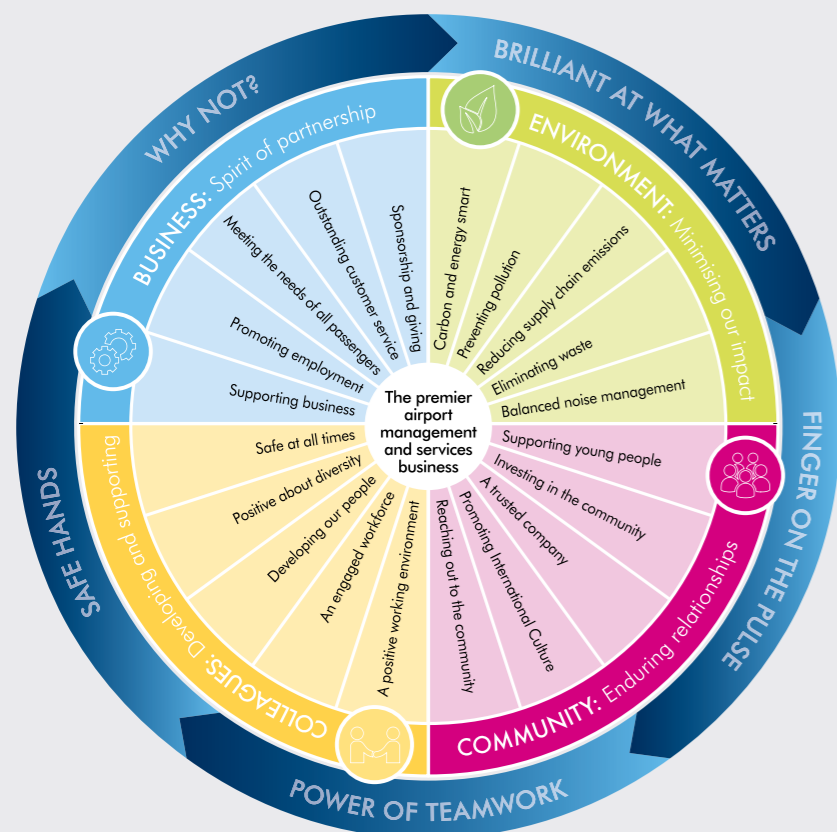 WHY NOT?
BRILLIANT AT WHAT MATTERS
FINGER ON THE PULSE
POWER OF TEAMWORK
SAFE HANDS
BUSINESS: Spirit of partnership
Supporting business
Promoting employment
Meeting the needs of all passengers
Outstanding customer service
Sponsorship and giving
ENVIRONMENT: Minimising our impact
Carbon and energy smart
Preventing pollution
Reducing supply chain emissions
Eliminating waste
Balanced noise management
The premier
airport
management
and services
business
COMMUNITY: Enduring relationships
Supporting young people
Investing in the community
A trusted company
Promoting International Culture
Reaching out to the community
COLLEAGUES: Developing and supporting
Safe at all times
Positive about diversity
Developing our people
An engaged workforce
A positive working environment